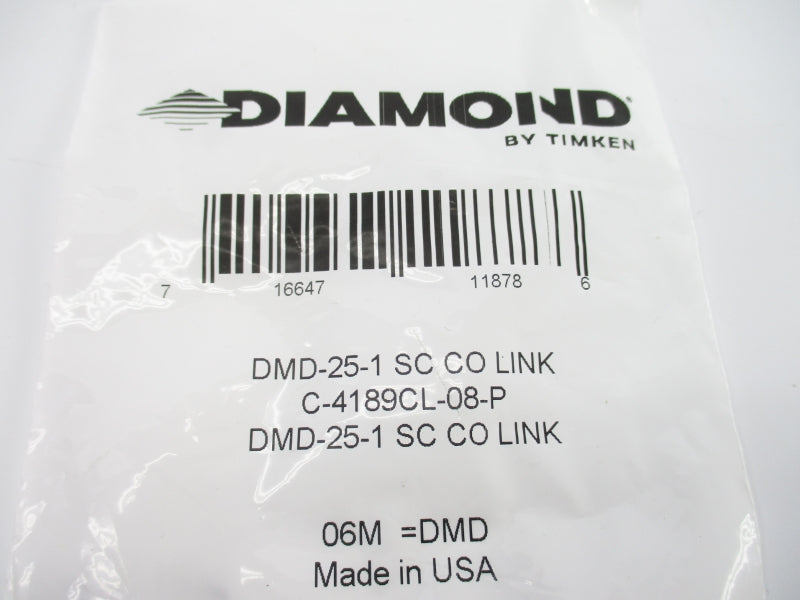 DIAMOND®
BY TIMKEN
7 16647 11878 6
DMD-25-1 SC CO LINK
C-4189CL-08-P
DMD-25-1 SC CO LINK
06M =DMD
Made in USA